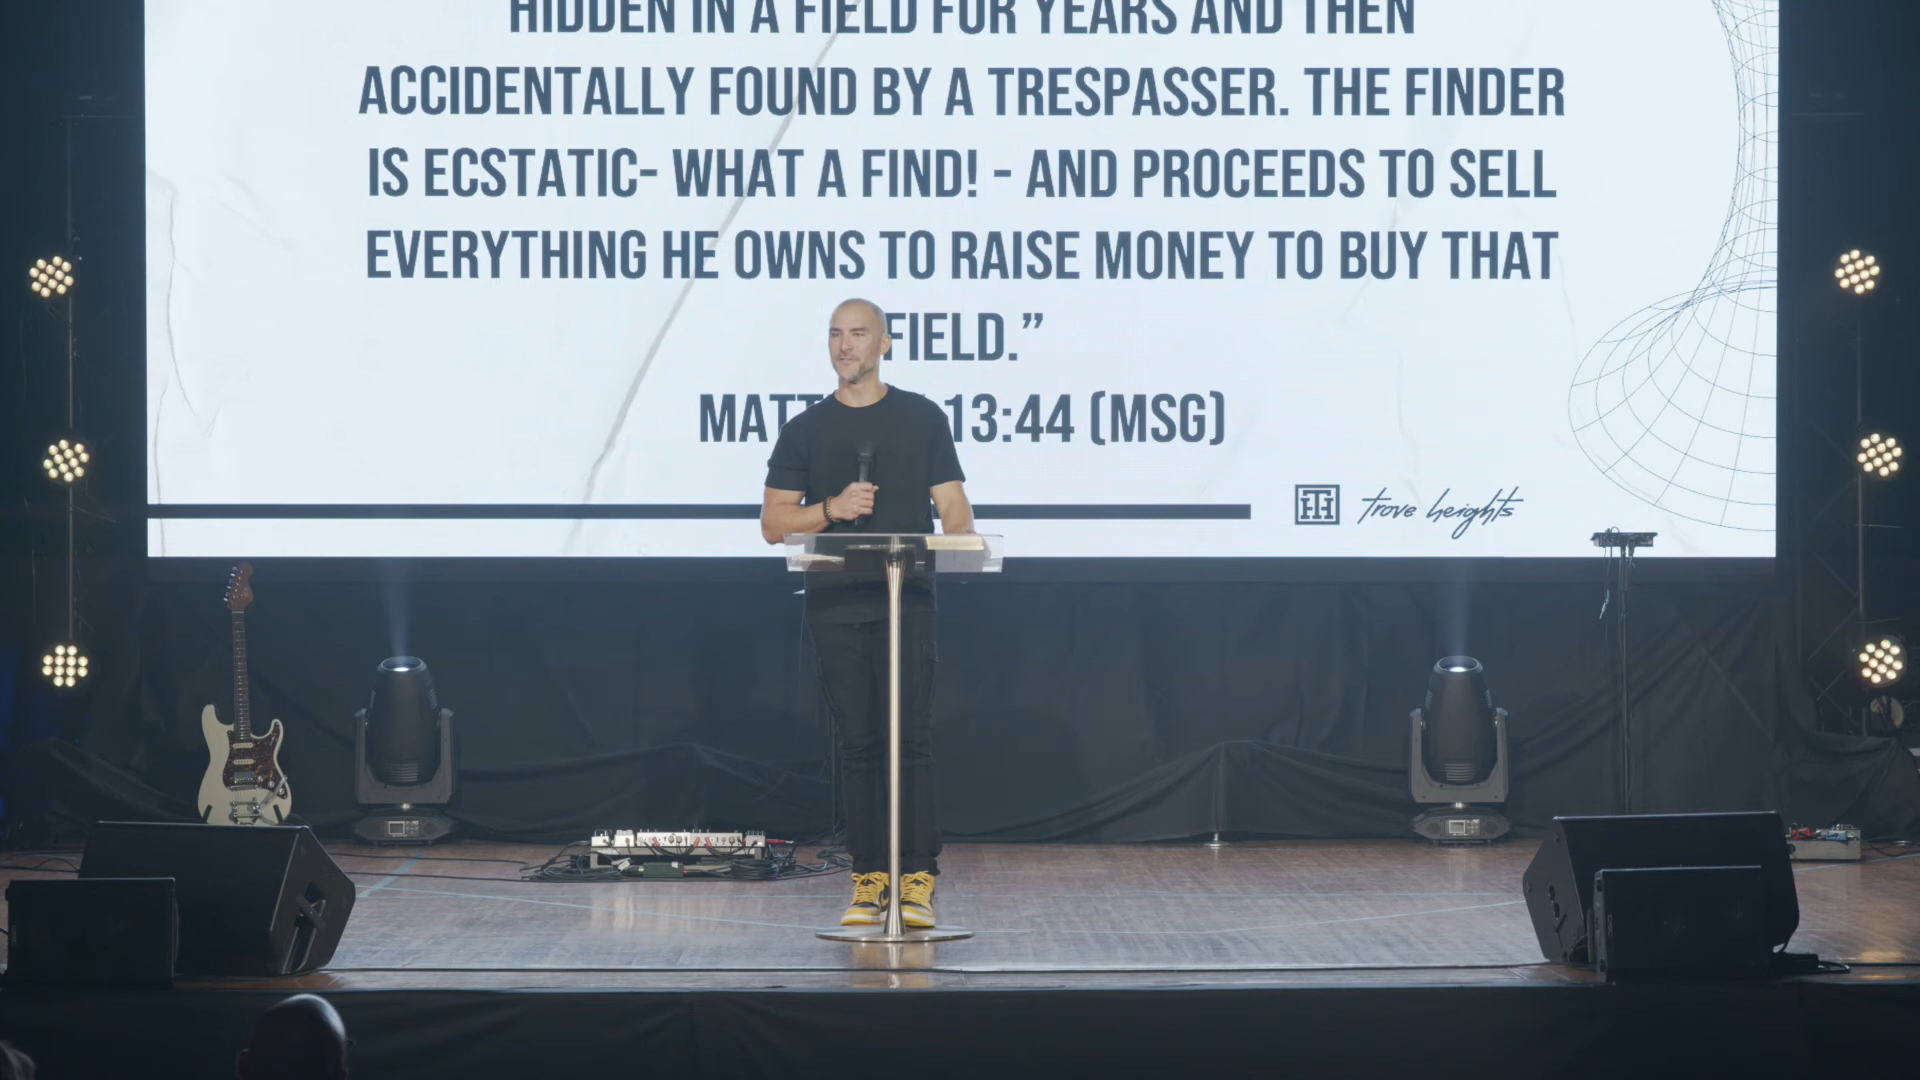 HIDDEN IN A FIELD FOR YEARS AND THEN
ACCIDENTALLY FOUND BY A TRESPASSER. THE FINDER
IS ECSTATIC- WHAT A FIND! - AND PROCEEDS TO SELL
EVERYTHING HE OWNS TO RAISE MONEY TO BUY THAT
FIELD.”
13:44 (MSG)
trove heights